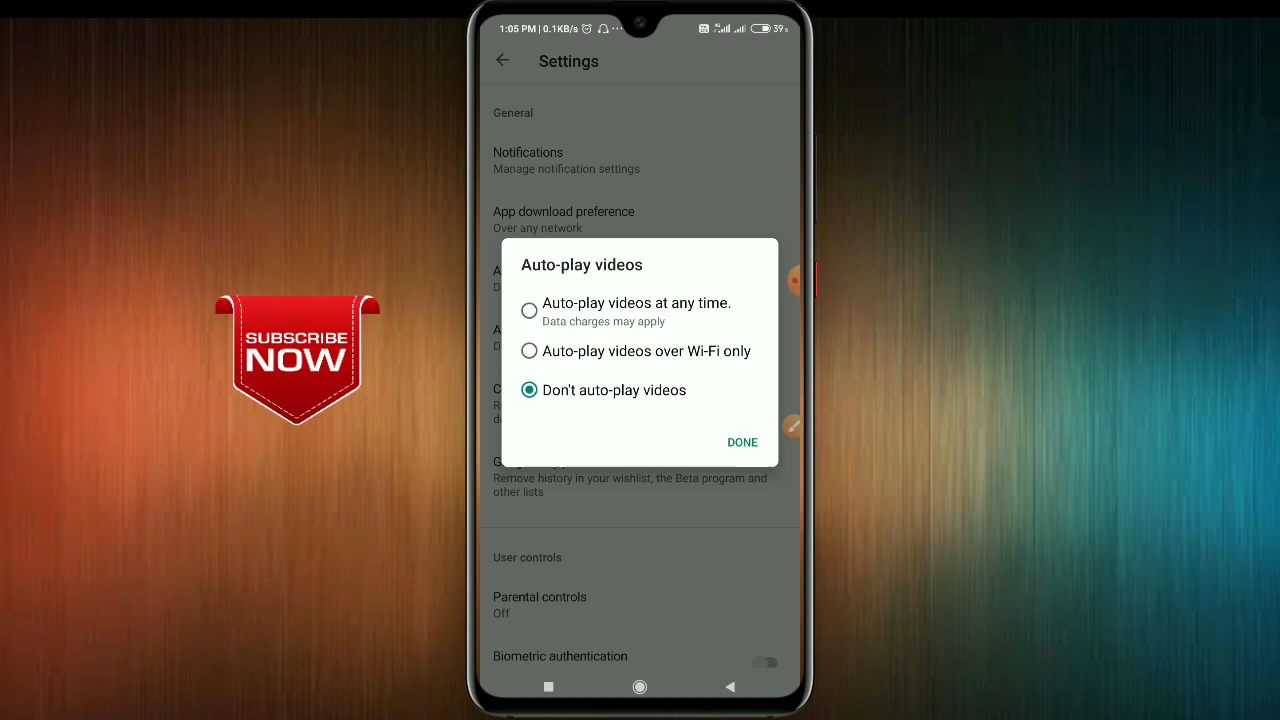 1:05 PM | 0.1KB/s
39%
Settings
General
Notifications
Manage notification settings
App download preference
Over any network
A
D
Auto-play videos
Auto-play videos at any time.
Data charges may apply
Auto-play videos over Wi-Fi only
Don't auto-play videos
DONE
SUBSCRIBE
NOW
Remove history in your wishlist, the Beta program and
other lists
User controls
Parental controls
Off
Biometric authentication